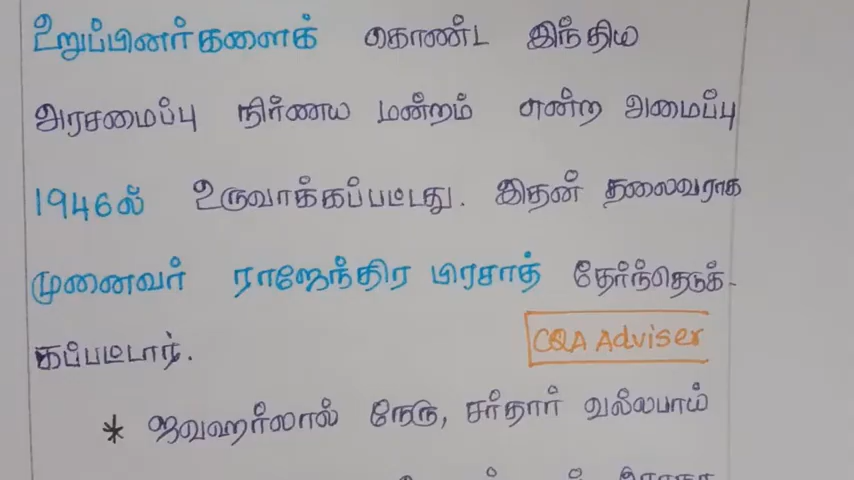 உறுப்பினர்களைக் கொண்ட இந்திய
அரசமைப்பு நிர்ணய மன்றம் என்ற அமைப்பு
1946ல் உருவாக்கப்பட்டது. இதன் தலைவராக
முனைவர் ராஜேந்திர பிரசாத் தேர்ந்தெடுக்-
கப்பட்டார்.
CQA Adviser
* ஜவஹர்லால் நேரு, சர்தார் வல்லபாய்